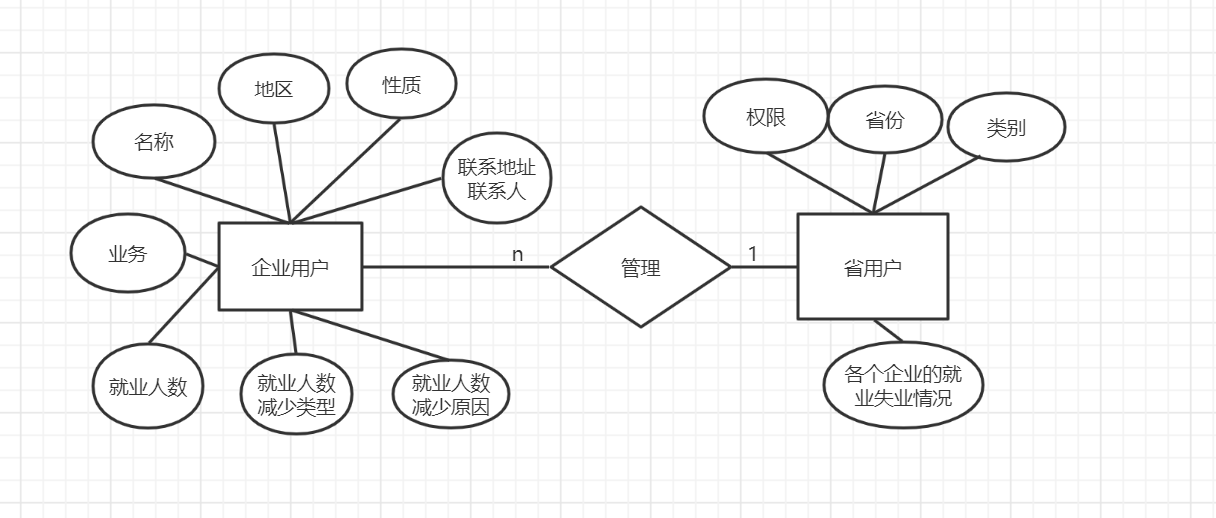 地区
性质
名称
联系地址
联系人
业务
企业用户
n
管理
1
权限
省份
类别
省用户
就业人数
就业人数
减少类型
就业人数
减少原因
各个企业的就
业失业情况